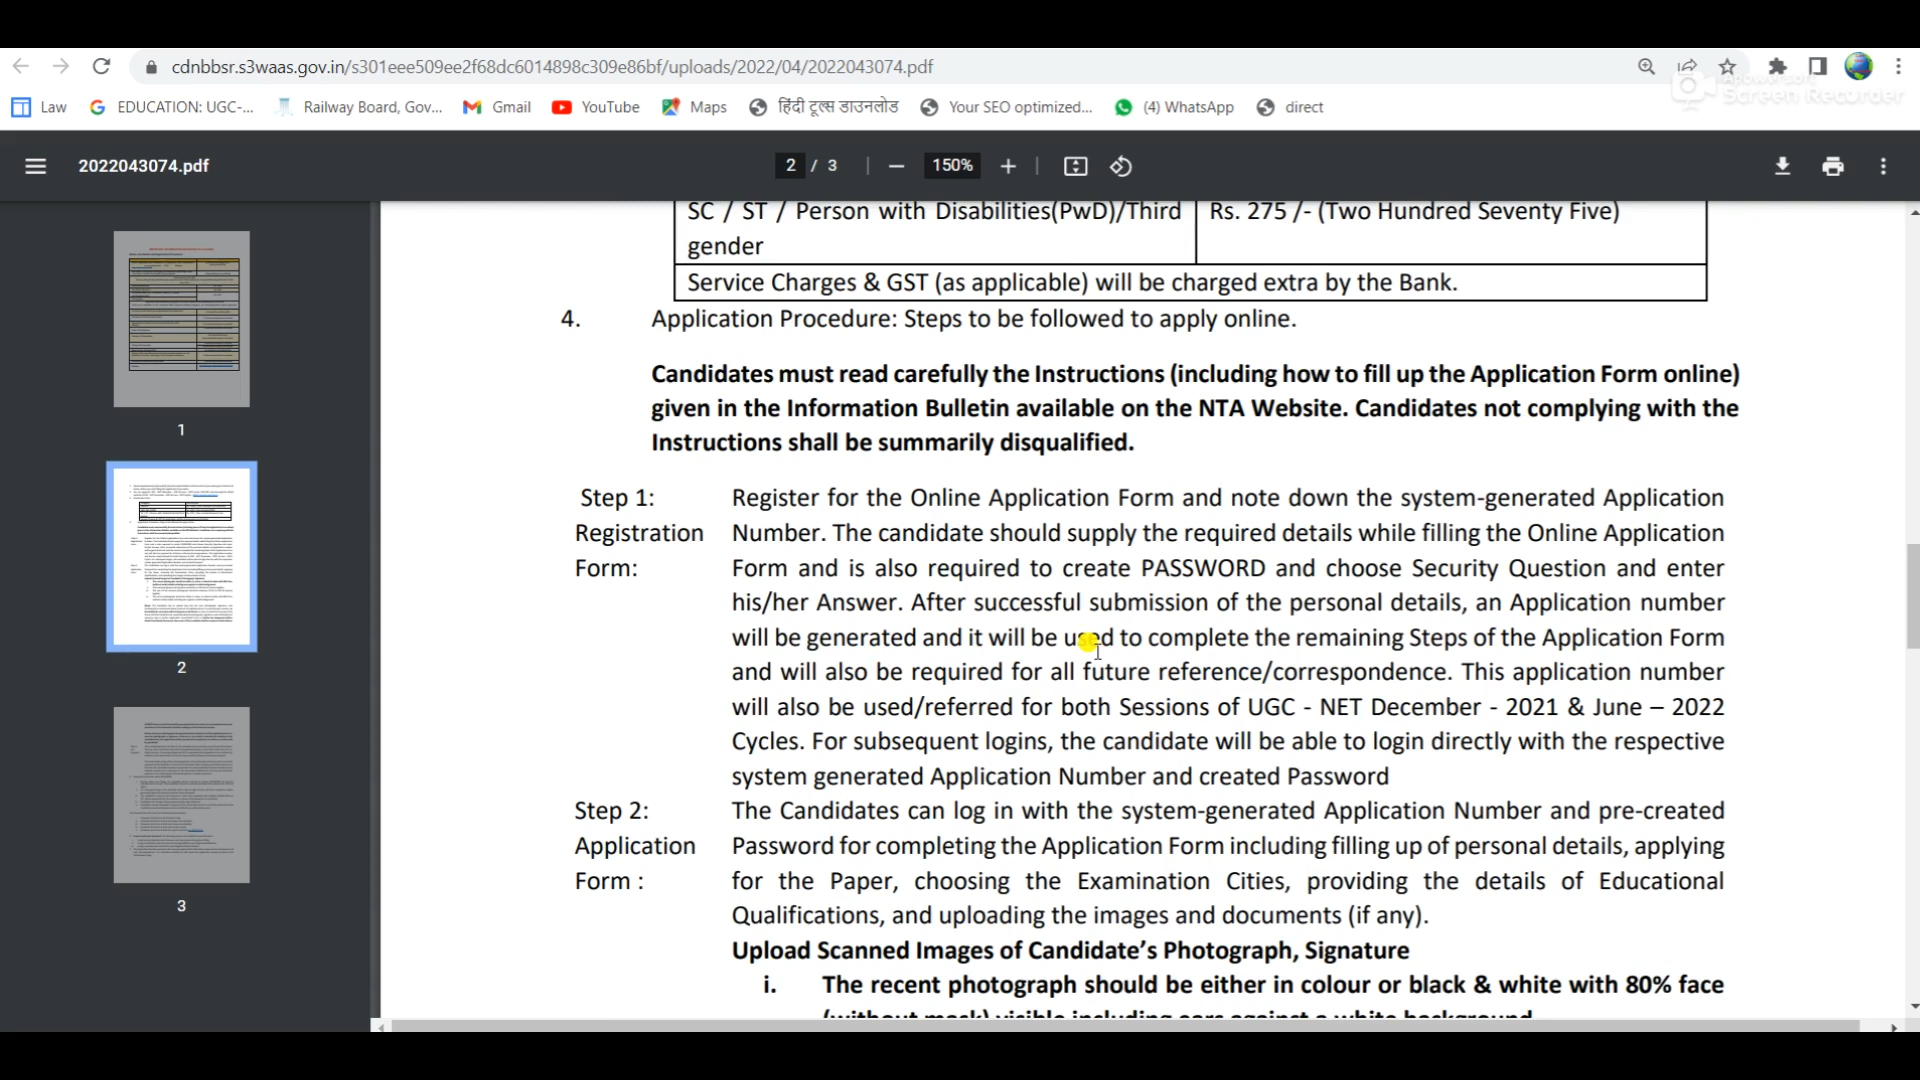 cdnbbsr.s3waas.gov.in/s301eee509ee2f68dc6014898c309e86bf/uploads/2022/04/2022043074.pdf
Apowersoft
Screen Recorder
Law EDUCATION: UGC-... Railway Board, Gov... Gmail YouTube Maps हिंदी टूल्स डाउनलोड Your SEO optimized... (4) WhatsApp direct
2022043074.pdf 2 / 3 150%
SC / ST / Person with Disabilities(PwD)/Third Rs. 275 /- (Two Hundred Seventy Five)
gender
Service Charges & GST (as applicable) will be charged extra by the Bank.
4. Application Procedure: Steps to be followed to apply online.
Candidates must read carefully the Instructions (including how to fill up the Application Form online)
given in the Information Bulletin available on the NTA Website. Candidates not complying with the
Instructions shall be summarily disqualified.
Step 1: Register for the Online Application Form and note down the system-generated Application
Registration Number. The candidate should supply the required details while filling the Online Application
Form: Form and is also required to create PASSWORD and choose Security Question and enter
his/her Answer. After successful submission of the personal details, an Application number
will be generated and it will be used to complete the remaining Steps of the Application Form
and will also be required for all future reference/correspondence. This application number
will also be used/referred for both Sessions of UGC - NET December - 2021 & June – 2022
Cycles. For subsequent logins, the candidate will be able to login directly with the respective
system generated Application Number and created Password
Step 2: The Candidates can log in with the system-generated Application Number and pre-created
Application Password for completing the Application Form including filling up of personal details, applying
Form : for the Paper, choosing the Examination Cities, providing the details of Educational
Qualifications, and uploading the images and documents (if any).
Upload Scanned Images of Candidate's Photograph, Signature
i. The recent photograph should be either in colour or black & white with 80% face
(without mask) visible including ears against a white background
1
2
3